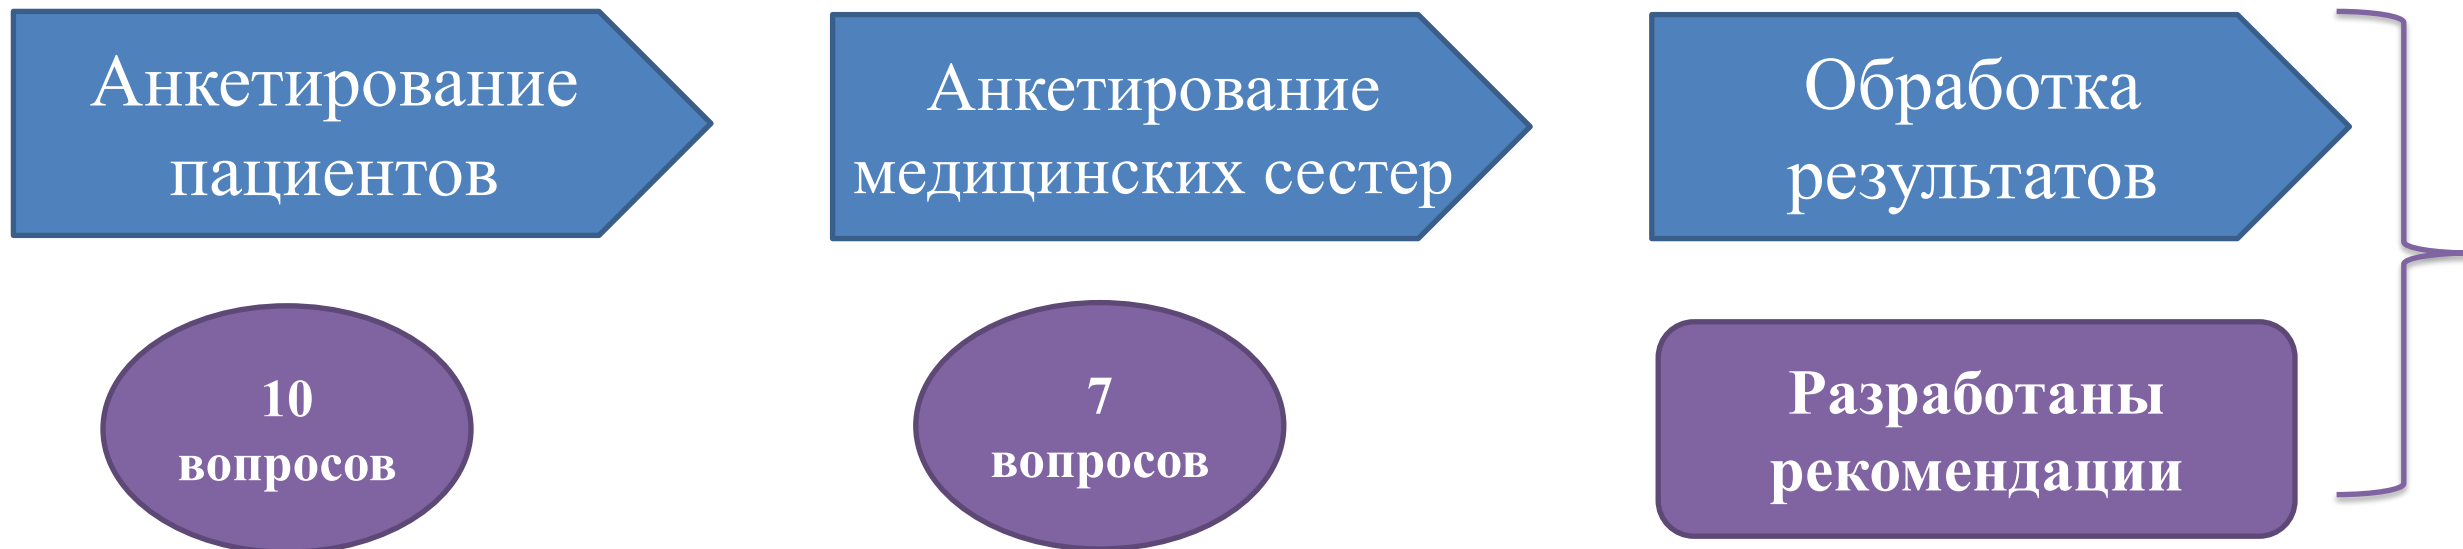 Анкетирование
пациентов
Анкетирование
медицинских сестер
Обработка
результатов
10
вопросов
7
вопросов
Разработаны
рекомендации